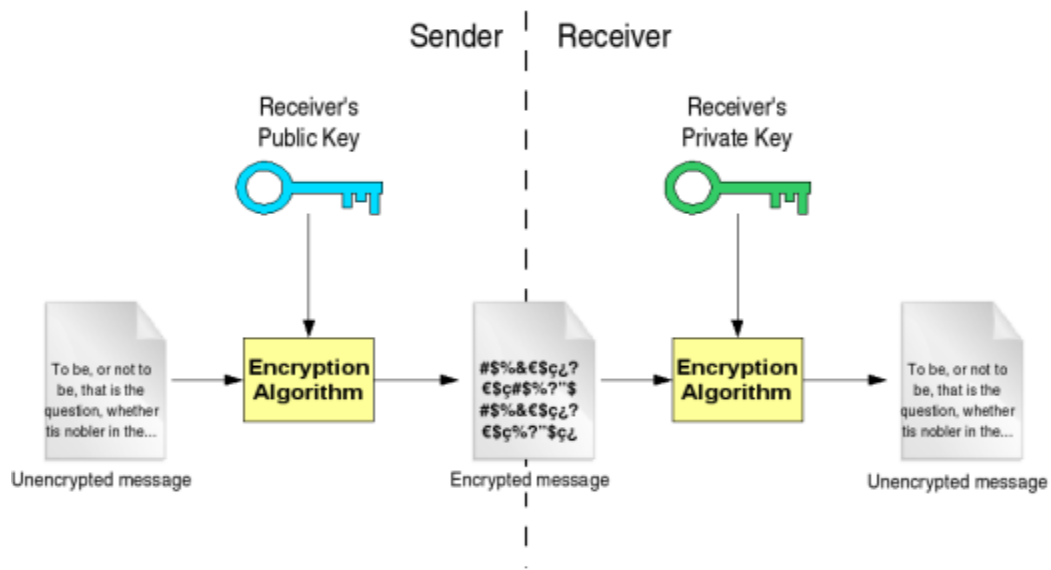 Sender
Receiver
Receiver's
Public Key
Receiver's
Private Key
To be, or not to
be, that is the
question, whether
tis nobler in the...
Encryption
Algorithm
#$%&€$ç¿?
€$ç#$%?"$
#$%&€$ç¿?
€$ç%?"$ç¿
Encryption
Algorithm
To be, or not to
be, that is the
question, whether
tis nobler in the...
Unencrypted message
Encrypted message
Unencrypted message